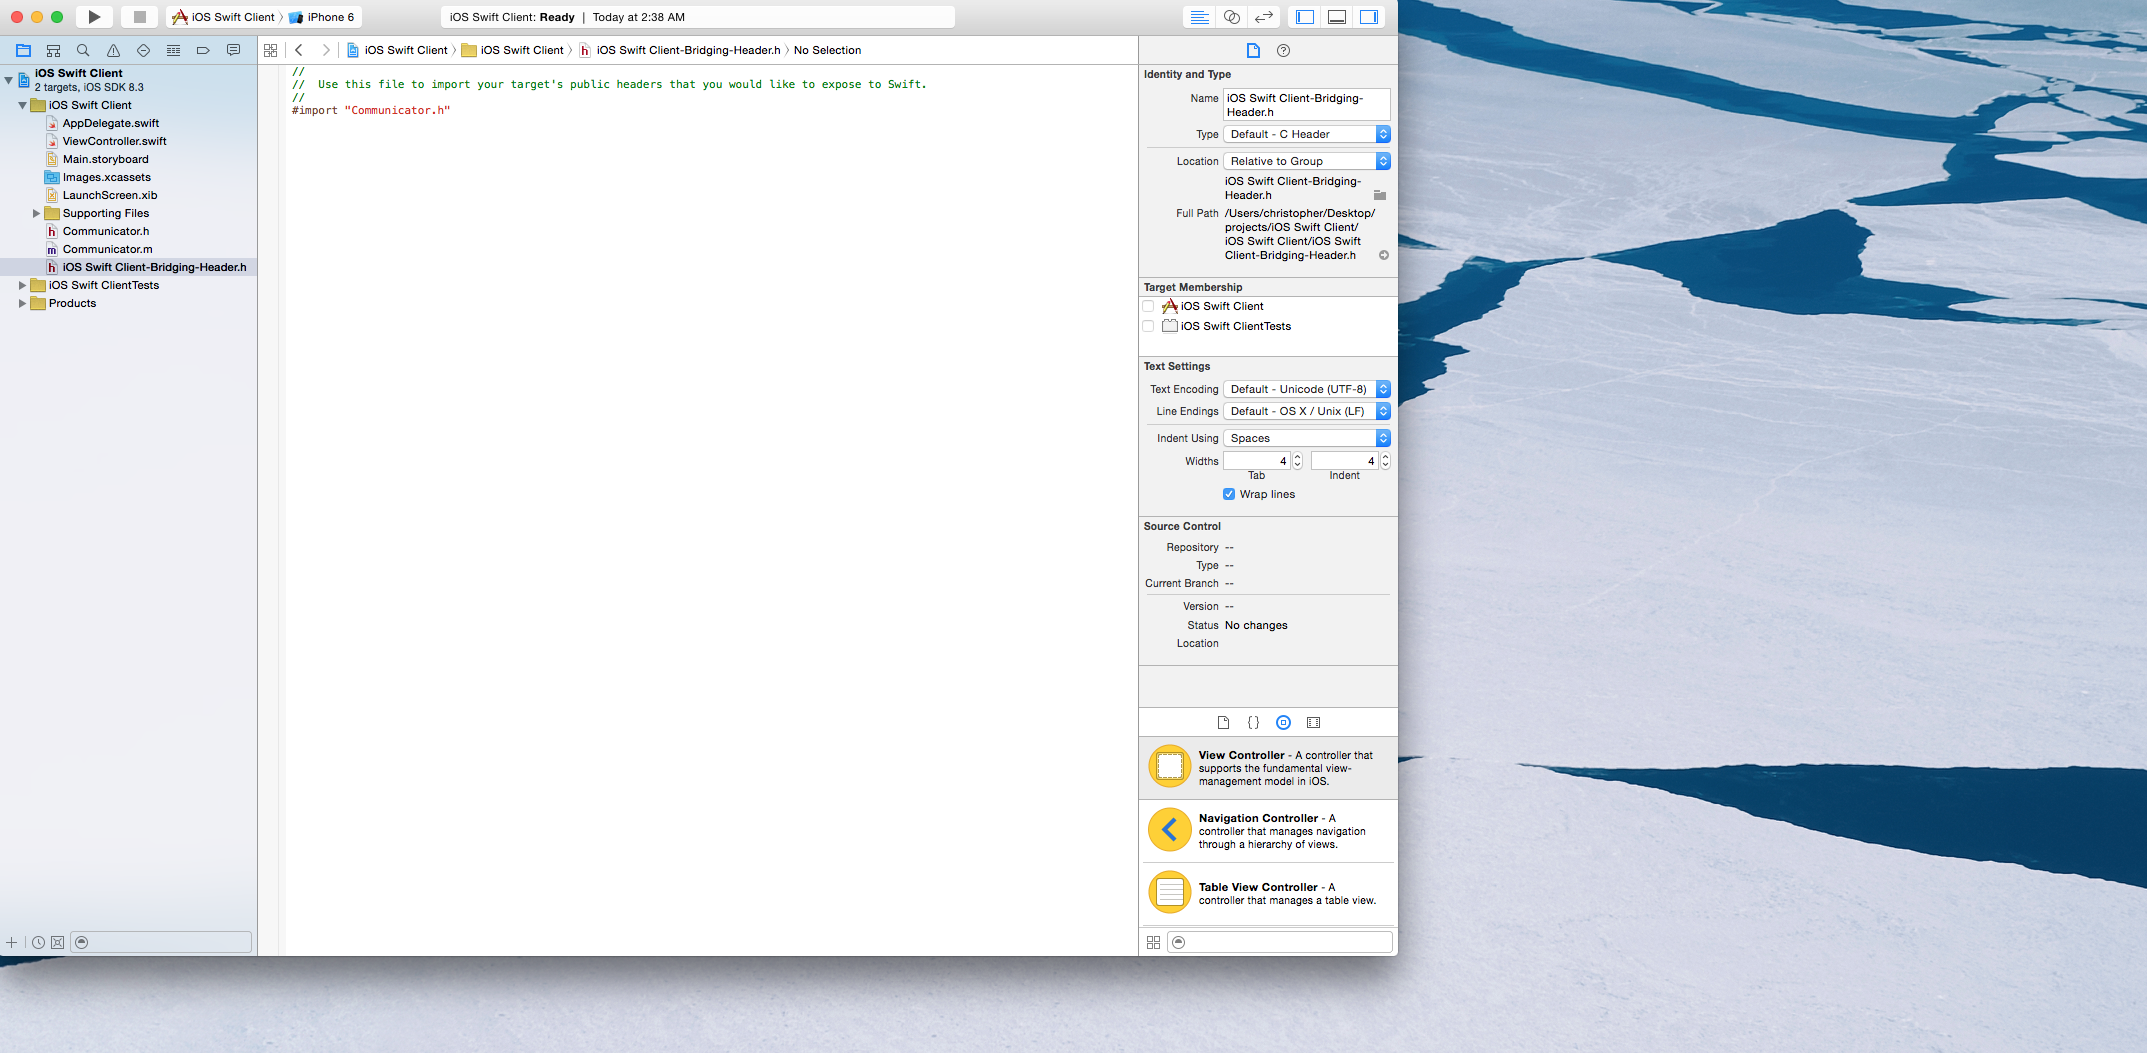 iOS Swift Client iPhone 6
iOS Swift Client: Ready | Today at 2:38 AM
iOS Swift Client iOS Swift Client iOS Swift Client-Bridging-Header.h No Selection
iOS Swift Client
2 targets, iOS SDK 8.3
iOS Swift Client
AppDelegate.swift
ViewController.swift
Main.storyboard
Images.xcassets
LaunchScreen.xib
Supporting Files
Communicator.h
Communicator.m
iOS Swift Client-Bridging-Header.h
iOS Swift ClientTests
Products
//
// Use this file to import your target's public headers that you would like to expose to Swift.
//
#import "Communicator.h"
Identity and Type
Name iOS Swift Client-Bridging-
Header.h
Type Default - C Header
Location Relative to Group
iOS Swift Client-Bridging-
Header.h
Full Path /Users/christopher/Desktop/
projects/iOS Swift Client/
iOS Swift Client/iOS Swift
Client-Bridging-Header.h
Target Membership
iOS Swift Client
iOS Swift ClientTests
Text Settings
Text Encoding Default - Unicode (UTF-8)
Line Endings Default - OS X / Unix (LF)
Indent Using Spaces
Widths 4 4
Tab Indent
Wrap lines
Source Control
Repository --
Type --
Current Branch --
Version --
Status No changes
Location
{}
View Controller - A controller that
supports the fundamental view-
management model in iOS.
Navigation Controller - A
controller that manages navigation
through a hierarchy of views.
Table View Controller - A
controller that manages a table view.